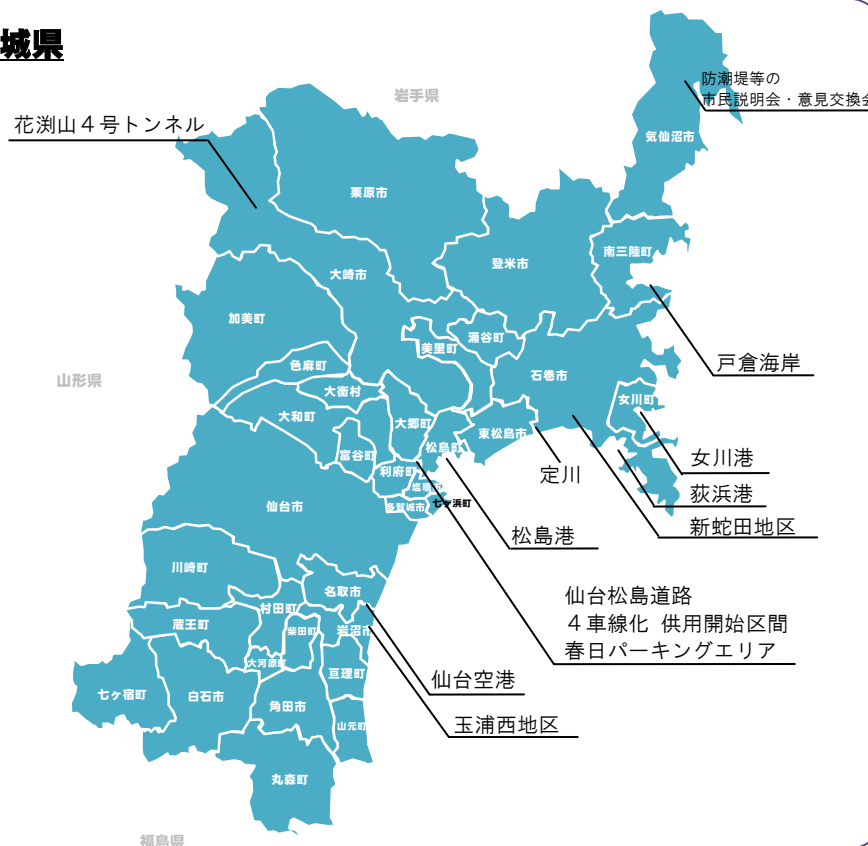 城県
岩手県
防潮堤等の
市民説明会・意見交換会
花渕山４号トンネル
気仙沼市
栗原市
南三陸町
登米市
大崎市
加美町
涌谷町
美里町
戸倉海岸
色麻町
石巻市
山形県
大衡村
女川町
大和町
大郷町
東松島市
松島町
富谷町
女川港
利府町
定川
塩竈市
荻浜港
仙台市
多賀城市
七ヶ浜町
新蛇田地区
松島港
川崎町
名取市
仙台松島道路
４車線化 供用開始区間
春日パーキングエリア
村田町
蔵王町
柴田町
岩沼市
大河原町
亘理町
仙台空港
七ヶ宿町
白石市
角田市
山元町
玉浦西地区
丸森町
福島県